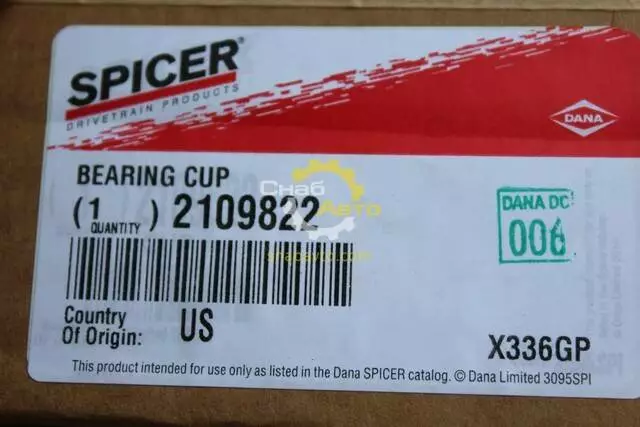 SPICER®
DRIVETRAIN PRODUCTS
DANA
BEARING CUP
(1 QUANTITY) 2109822
Снаб Авто
snapavto.com
DANA DC
006
Country
Of Origin: US
X336GP
This product intended for use only as listed in the Dana SPICER catalog. © Dana Limited 3095SPI